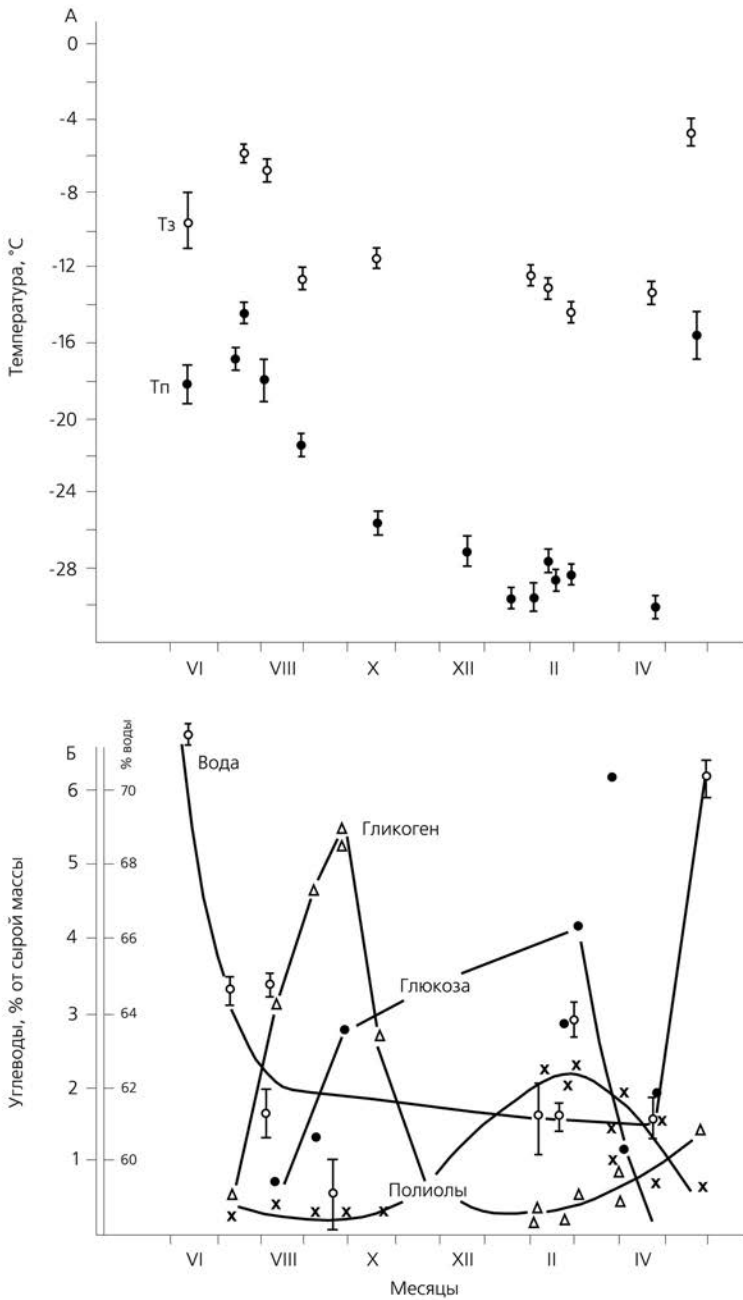 А
0
-4
-8
Тз
-12
-16
Тп
-20
-24
-28
Температура, °С
VI VIII X XII II IV
Б
% воды
Вода
6
70
Гликоген
5
68
4
66
Глюкоза
3
64
2
62
1
60
Полиолы
Углеводы, % от сырой массы
VI VIII X XII II IV
Месяцы